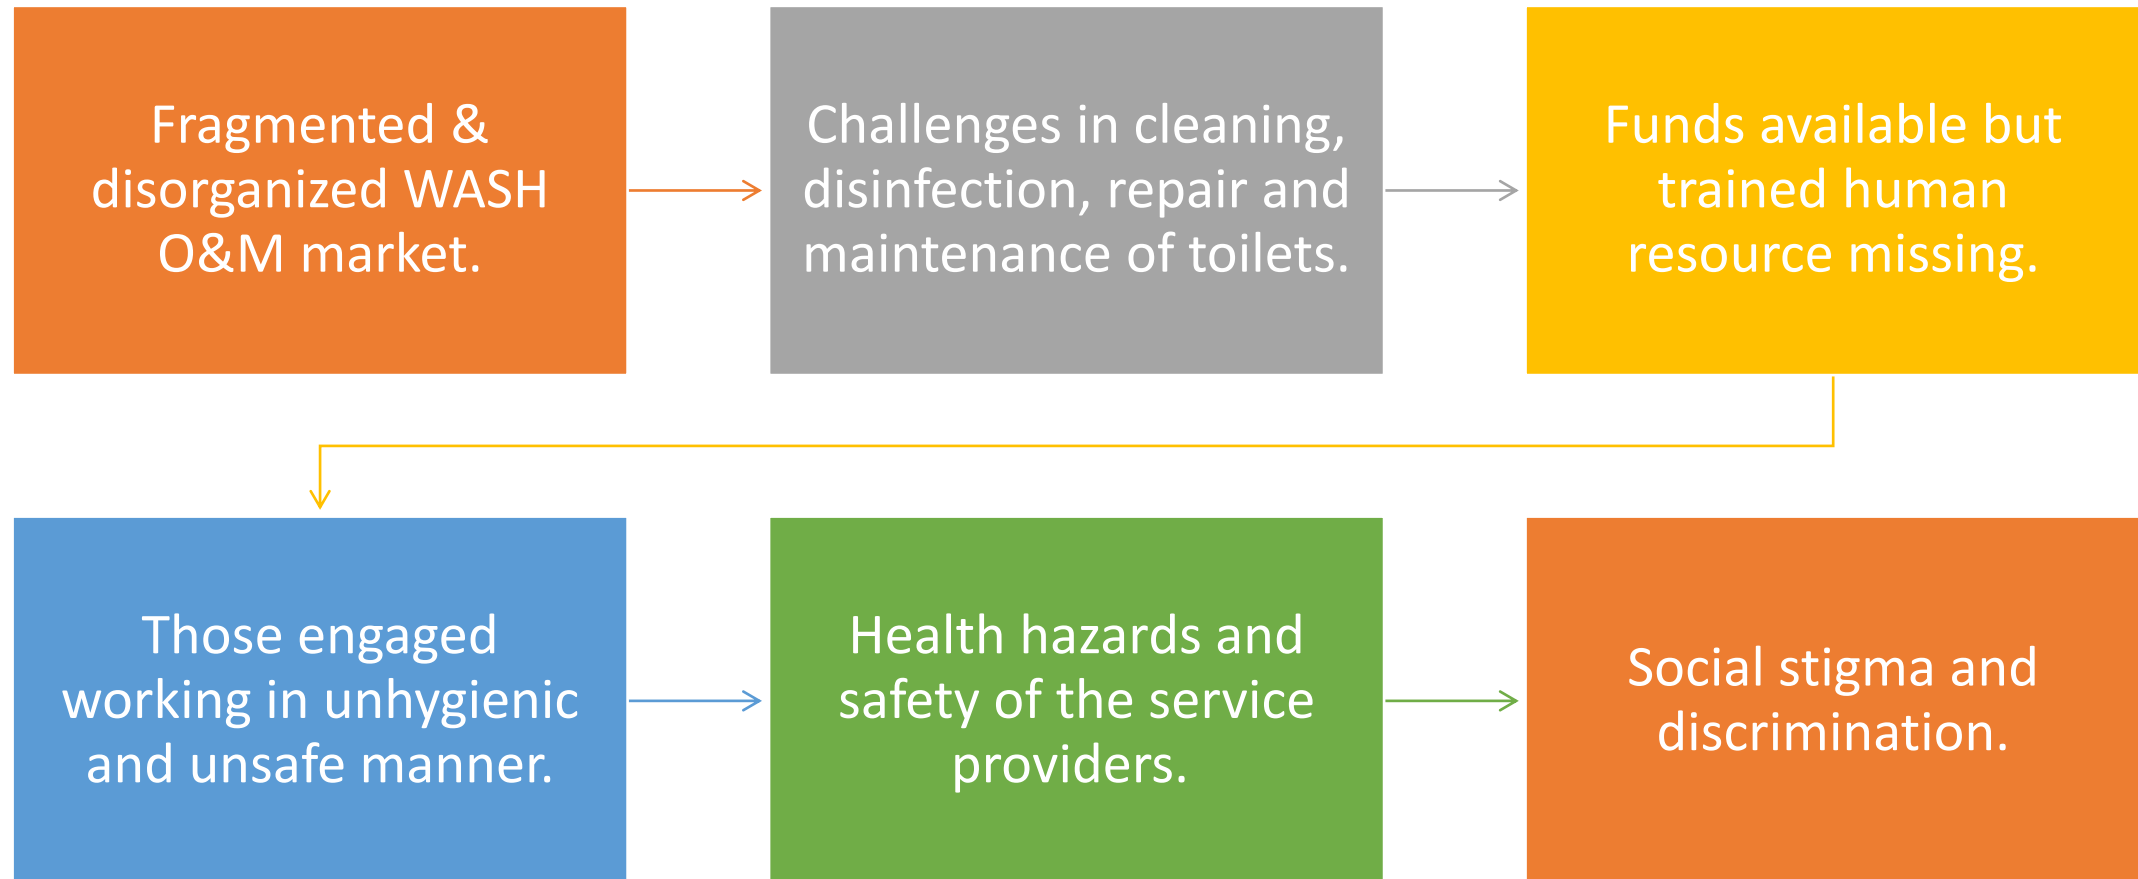 Fragmented &
disorganized WASH
O&M market.
Challenges in cleaning,
disinfection, repair and
maintenance of toilets.
Funds available but
trained human
resource missing.
Those engaged
working in unhygienic
and unsafe manner.
Health hazards and
safety of the service
providers.
Social stigma and
discrimination.